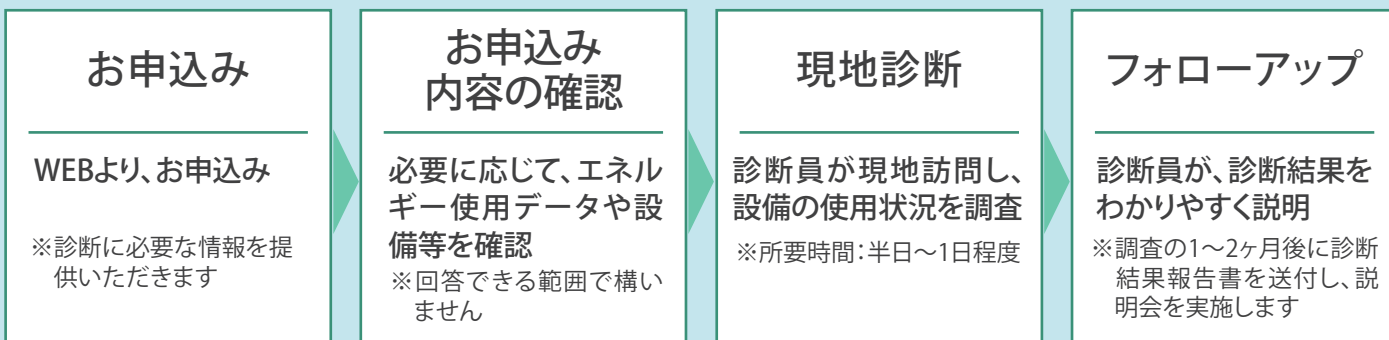 お申込み
WEBより、お申込み
※診断に必要な情報を提
供いただきます
お申込み
内容の確認
必要に応じて、エネル
ギー使用データや設
備等を確認
※回答できる範囲で構い
ません
現地診断
診断員が現地訪問し、
設備の使用状況を調査
※所要時間：半日～1日程度
フォローアップ
診断員が、診断結果を
わかりやすく説明
※調査の1～2ヶ月後に診断
結果報告書を送付し、説
明会を実施します